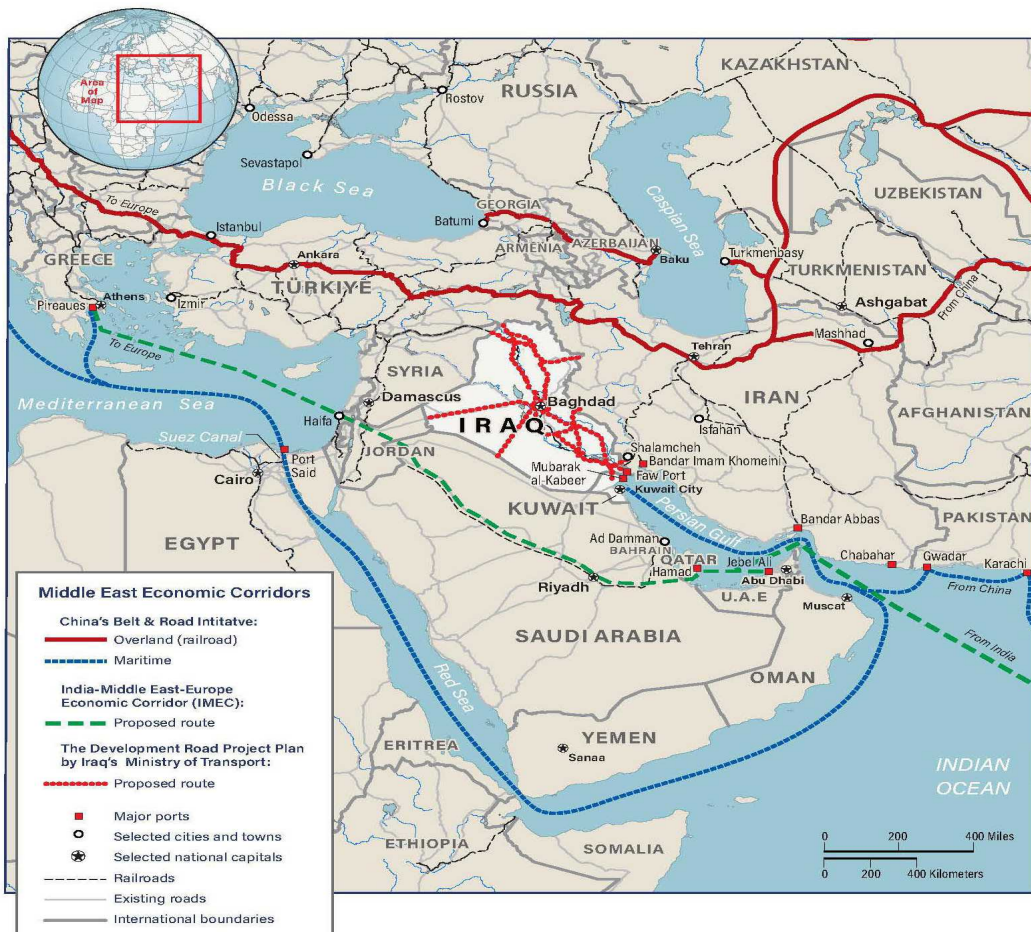 Area
of
Map
KAZAKHSTAN
RUSSIA
Rostov
Odessa
Sevastapol
Black Sea
Caspian Sea
UZBEKISTAN
To Europe
GEORGIA
Batumi
Istanbul
ARMENIA
AZERBAIJAN
Baku
Turkmenbasy
TURKMENISTAN
GREECE
Ankara
TÜRKIYE
Ashgabat
From China
Pireaues
Athens
Izmir
Mashhad
Tehran
To Europe
SYRIA
Baghdad
IRAN
Damascus
AFGHANISTAN
Mediterranean Sea
Haifa
IRAQ
Isfahan
Suez Canal
JORDAN
Shalamcheh
Port
Said
Mubarak
al-Kabeer
Bandar Imam Khomeini
Faw Port
Cairo
Kuwait City
KUWAIT
Persian Gulf
Bandar Abbas
PAKISTAN
EGYPT
Ad Damman
BAHRAIN
QATAR
Hamad
Jebel Ali
Chabahar
Gwadar
Karachi
Riyadh
Abu Dhabi
U.A.E
Muscat
From China
From India
SAUDI ARABIA
OMAN
Red Sea
YEMEN
Sanaa
ERITREA
INDIAN
OCEAN
ETHIOPIA
SOMALIA
0 200 400 Miles
0 200 400 Kilometers
Middle East Economic Corridors
China's Belt & Road Intitatve:
Overland (railroad)
Maritime
India-Middle East-Europe
Economic Corridor (IMEC):
Proposed route
The Development Road Project Plan
by Iraq's Ministry of Transport:
Proposed route
Major ports
Selected cities and towns
Selected national capitals
Railroads
Existing roads
International boundaries